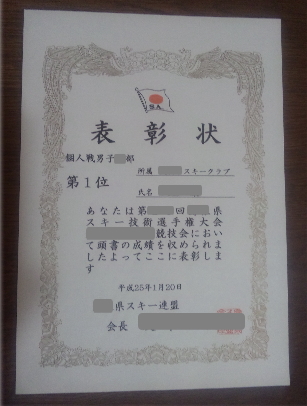 表彰状
個人戦男子 部
所属 スキークラブ
第1位
氏名
あなたは第 回 県
スキー技術選手権大会
競技会におい
て頭書の成績を収められま
したよってここに表彰しま
す
平成25年1月20日
県スキー連盟
会長